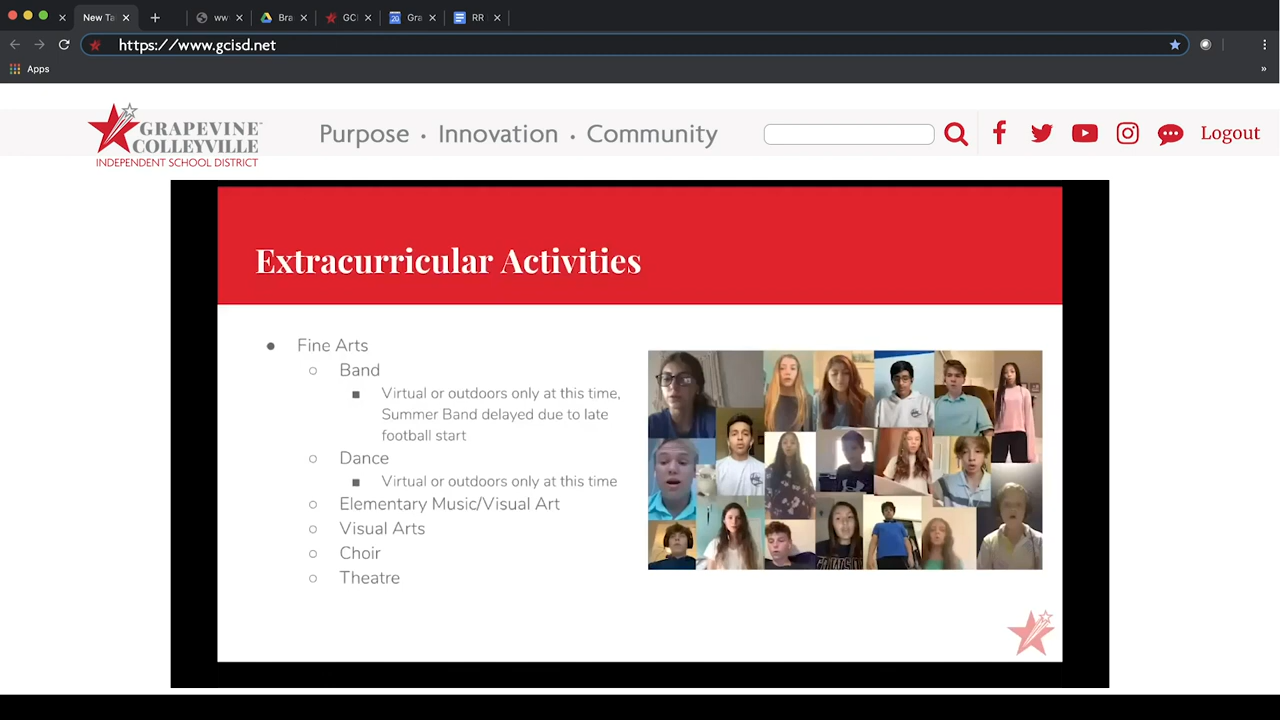 New Ta
ww
Bra
GCI
Gra
RR
https://www.gcisd.net
Apps
GRAPEVINE
COLLEYVILLE
INDEPENDENT SCHOOL DISTRICT
Purpose • Innovation • Community
Logout
Extracurricular Activities
Fine Arts
Band
Virtual or outdoors only at this time,
Summer Band delayed due to late
football start
Dance
Virtual or outdoors only at this time
Elementary Music/Visual Art
Visual Arts
Choir
Theatre